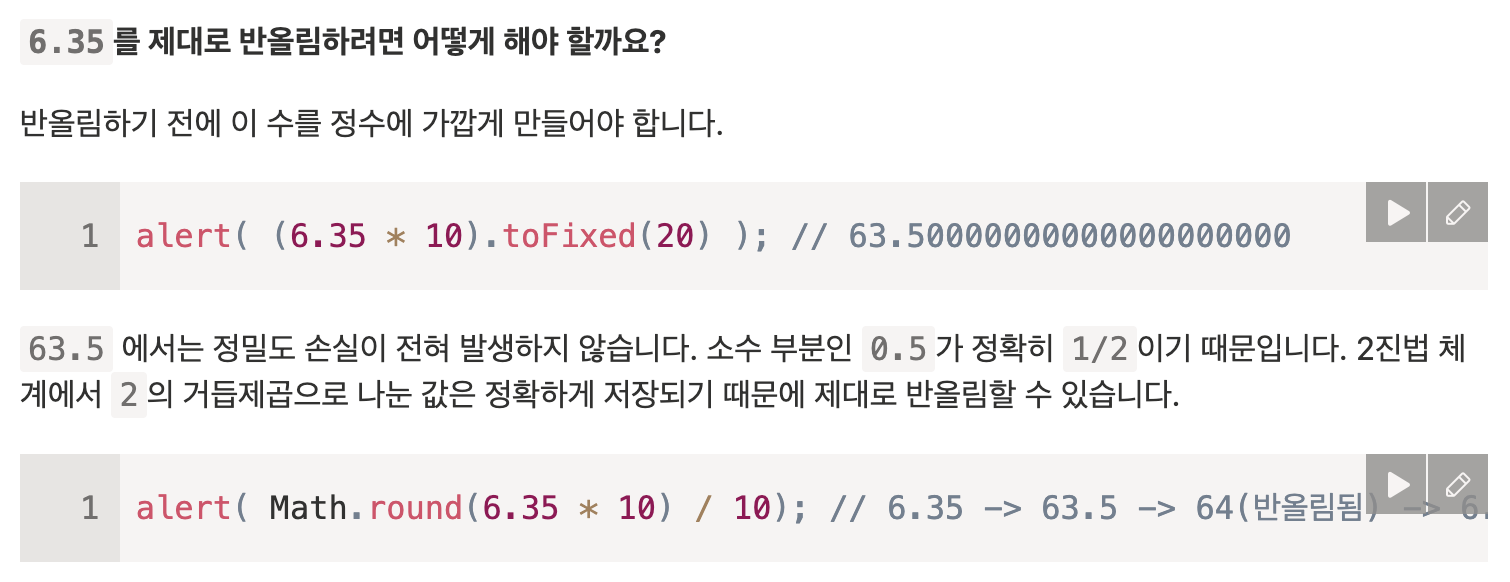 6.35를 제대로 반올림하려면 어떻게 해야 할까요?
반올림하기 전에 이 수를 정수에 가깝게 만들어야 합니다.
1 alert( (6.35 * 10).toFixed(20) ); // 63.50000000000000000000
63.5 에서는 정밀도 손실이 전혀 발생하지 않습니다. 소수 부분인 0.5가 정확히 1/2이기 때문입니다. 2진법 체
계에서 2의 거듭제곱으로 나눈 값은 정확하게 저장되기 때문에 제대로 반올림할 수 있습니다.
1 alert( Math.round(6.35 * 10) / 10); // 6.35 -> 63.5 -> 64(반올림됨) -> 6.